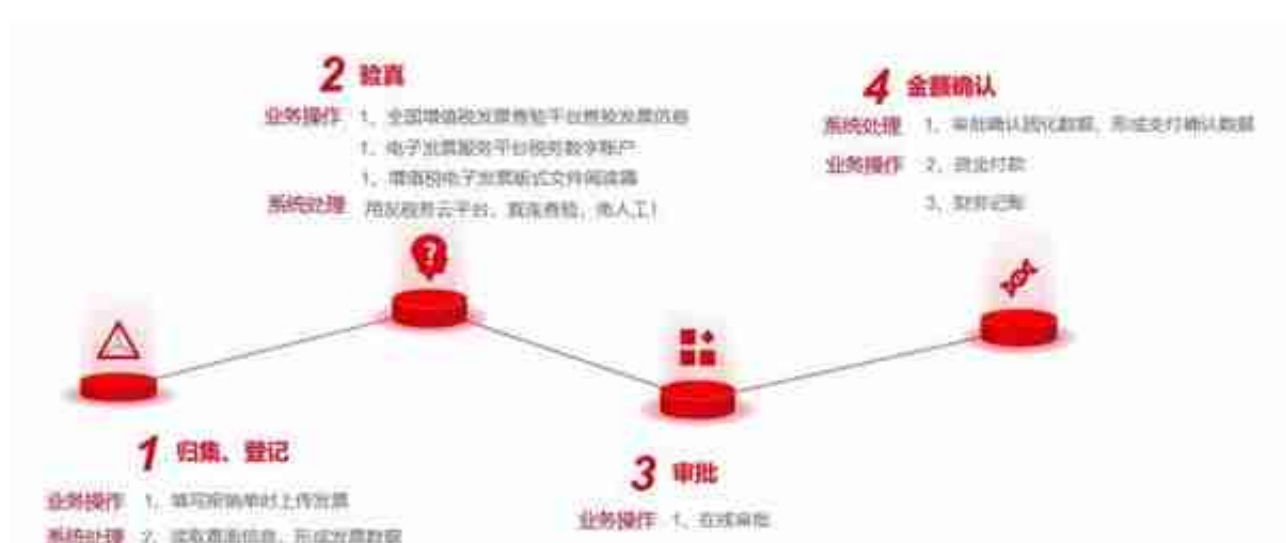 2 验真
业务操作 1、全国增值税发票查验平台查验发票信息
1、电子发票服务平台税务数字账户
1、增值税电子发票版式文件阅读器
系统处理 用友税务云平台，直连查验，免人工！
4 金额确认
系统处理 1、审批确认固化数据，形成支付确认数据
业务操作 2、资金付款
3、财务记账
1 归集、登记
业务操作 1、填写报销单时上传发票
系统处理 2、读取票面信息，形成发票数据
3 审批
业务操作 1、在线审批